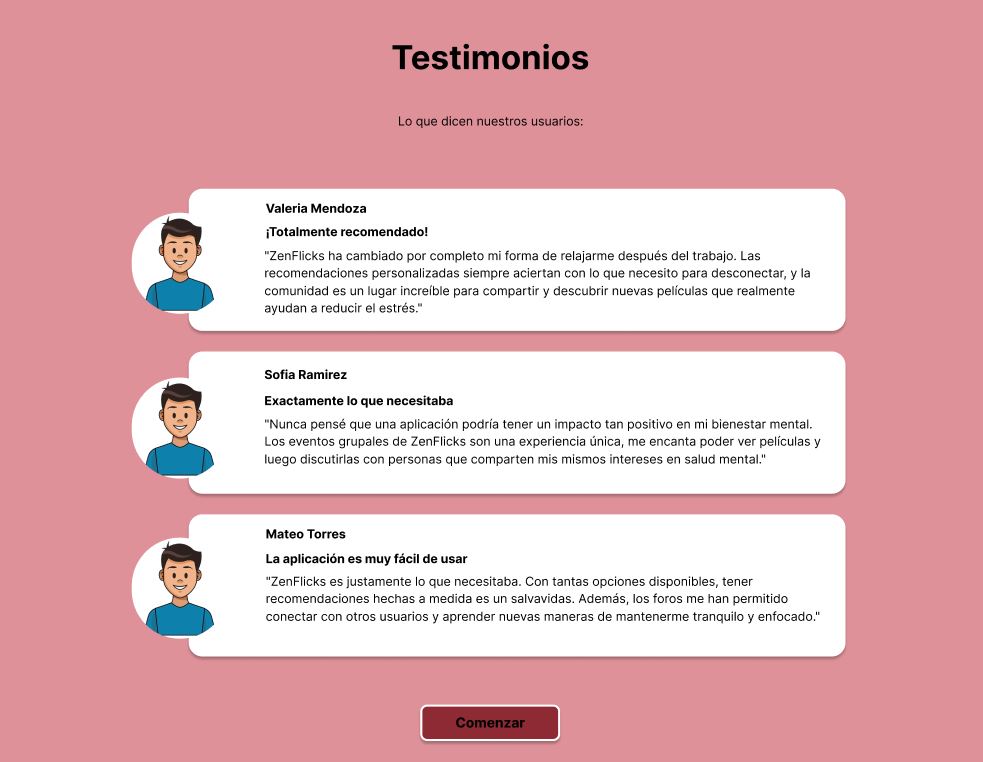 Testimonios
Lo que dicen nuestros usuarios:
Valeria Mendoza
¡Totalmente recomendado!
"ZenFlicks ha cambiado por completo mi forma de relajarme después del trabajo. Las
recomendaciones personalizadas siempre aciertan con lo que necesito para desconectar, y la
comunidad es un lugar increíble para compartir y descubrir nuevas películas que realmente
ayudan a reducir el estrés."
Sofia Ramirez
Exactamente lo que necesitaba
"Nunca pensé que una aplicación podría tener un impacto tan positivo en mi bienestar mental.
Los eventos grupales de ZenFlicks son una experiencia única, me encanta poder ver películas y
luego discutirlas con personas que comparten mis mismos intereses en salud mental."
Mateo Torres
La aplicación es muy fácil de usar
"ZenFlicks es justamente lo que necesitaba. Con tantas opciones disponibles, tener
recomendaciones hechas a medida es un salvavidas. Además, los foros me han permitido
conectar con otros usuarios y aprender nuevas maneras de mantenerme tranquilo y enfocado."
Comenzar